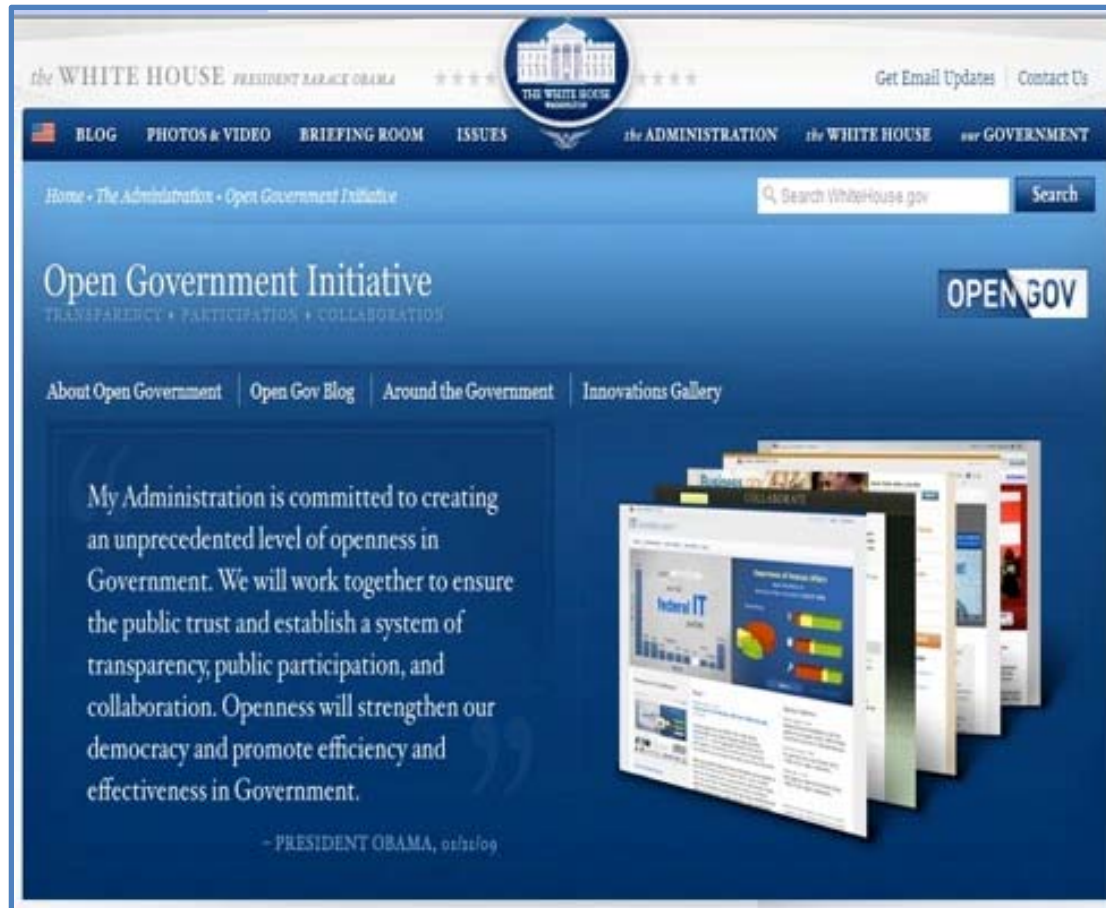 the WHITE HOUSE PRESIDENT BARACK OBAMA
THE WHITE HOUSE
WASHINGTON
Get Email Updates Contact Us
BLOG PHOTOS & VIDEO BRIEFING ROOM ISSUES the ADMINISTRATION the WHITE HOUSE our GOVERNMENT
Home • The Administration • Open Government Initiative
Search WhiteHouse.gov
Search
Open Government Initiative
TRANSPARENCY • PARTICIPATION • COLLABORATION
OPEN GOV
About Open Government Open Gov Blog Around the Government Innovations Gallery
“
My Administration is committed to creating
an unprecedented level of openness in
Government. We will work together to ensure
the public trust and establish a system of
transparency, public participation, and
collaboration. Openness will strengthen our
democracy and promote efficiency and
effectiveness in Government.
”
– PRESIDENT OBAMA, 01/21/09
Business.gov
COLLABORATE
Federal IT